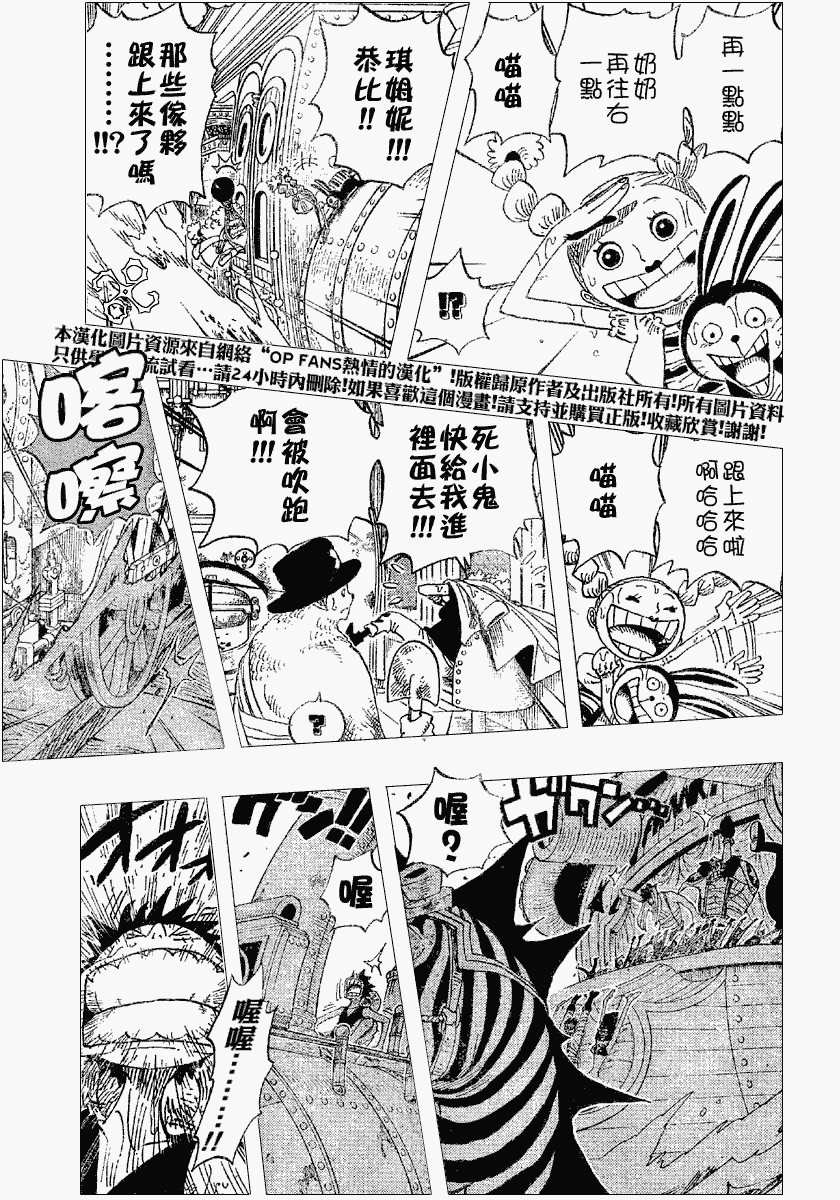 再一點點
奶奶
再往右
一點
喵喵
!?
琪姆妮!!!
恭比!!
那些傢夥
跟上來了嗎
………!!?
本漢化圖片資源來自網絡“OP FANS熱情的漢化”!版權歸原作者及出版社所有!所有圖片資料
試看…請24小時內刪除!如果喜歡這個漫畫!請支持並購買正版!收藏欣賞!謝謝!
跟上來啦
啊哈哈哈
喵喵
死小鬼
快給我進
裡面去!!!
會被吹跑
啊!!!
?
喀嚓
ガクン…
喔?
グン!!
喔
喔喔………!!